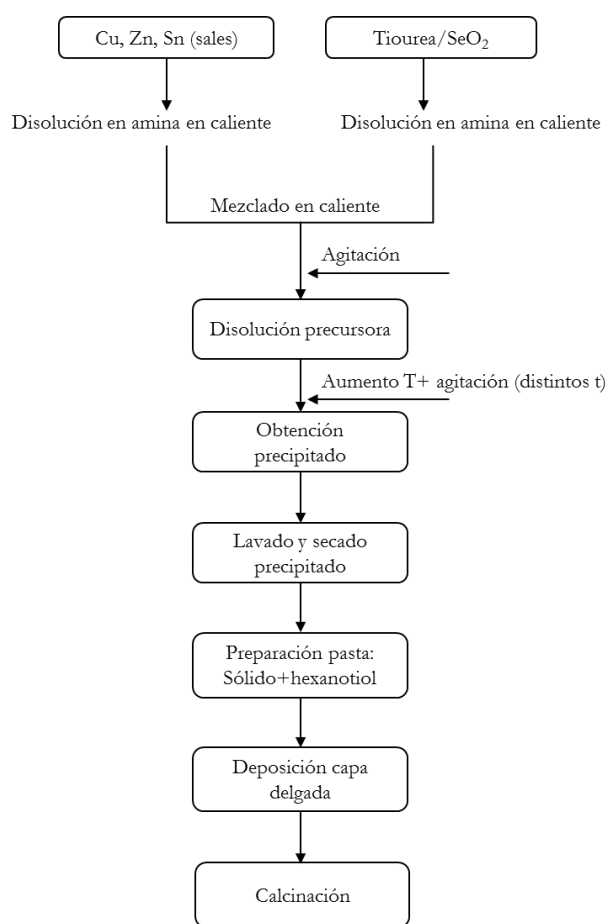 Cu, Zn, Sn (sales)
Tiourea/SeO₂
Disolución en amina en caliente
Disolución en amina en caliente
Mezclado en caliente
Agitación
Disolución precursora
Aumento T+ agitación (distintos t)
Obtención
precipitado
Lavado y secado
precipitado
Preparación pasta:
Sólido+hexanotiol
Deposición capa
delgada
Calcinación